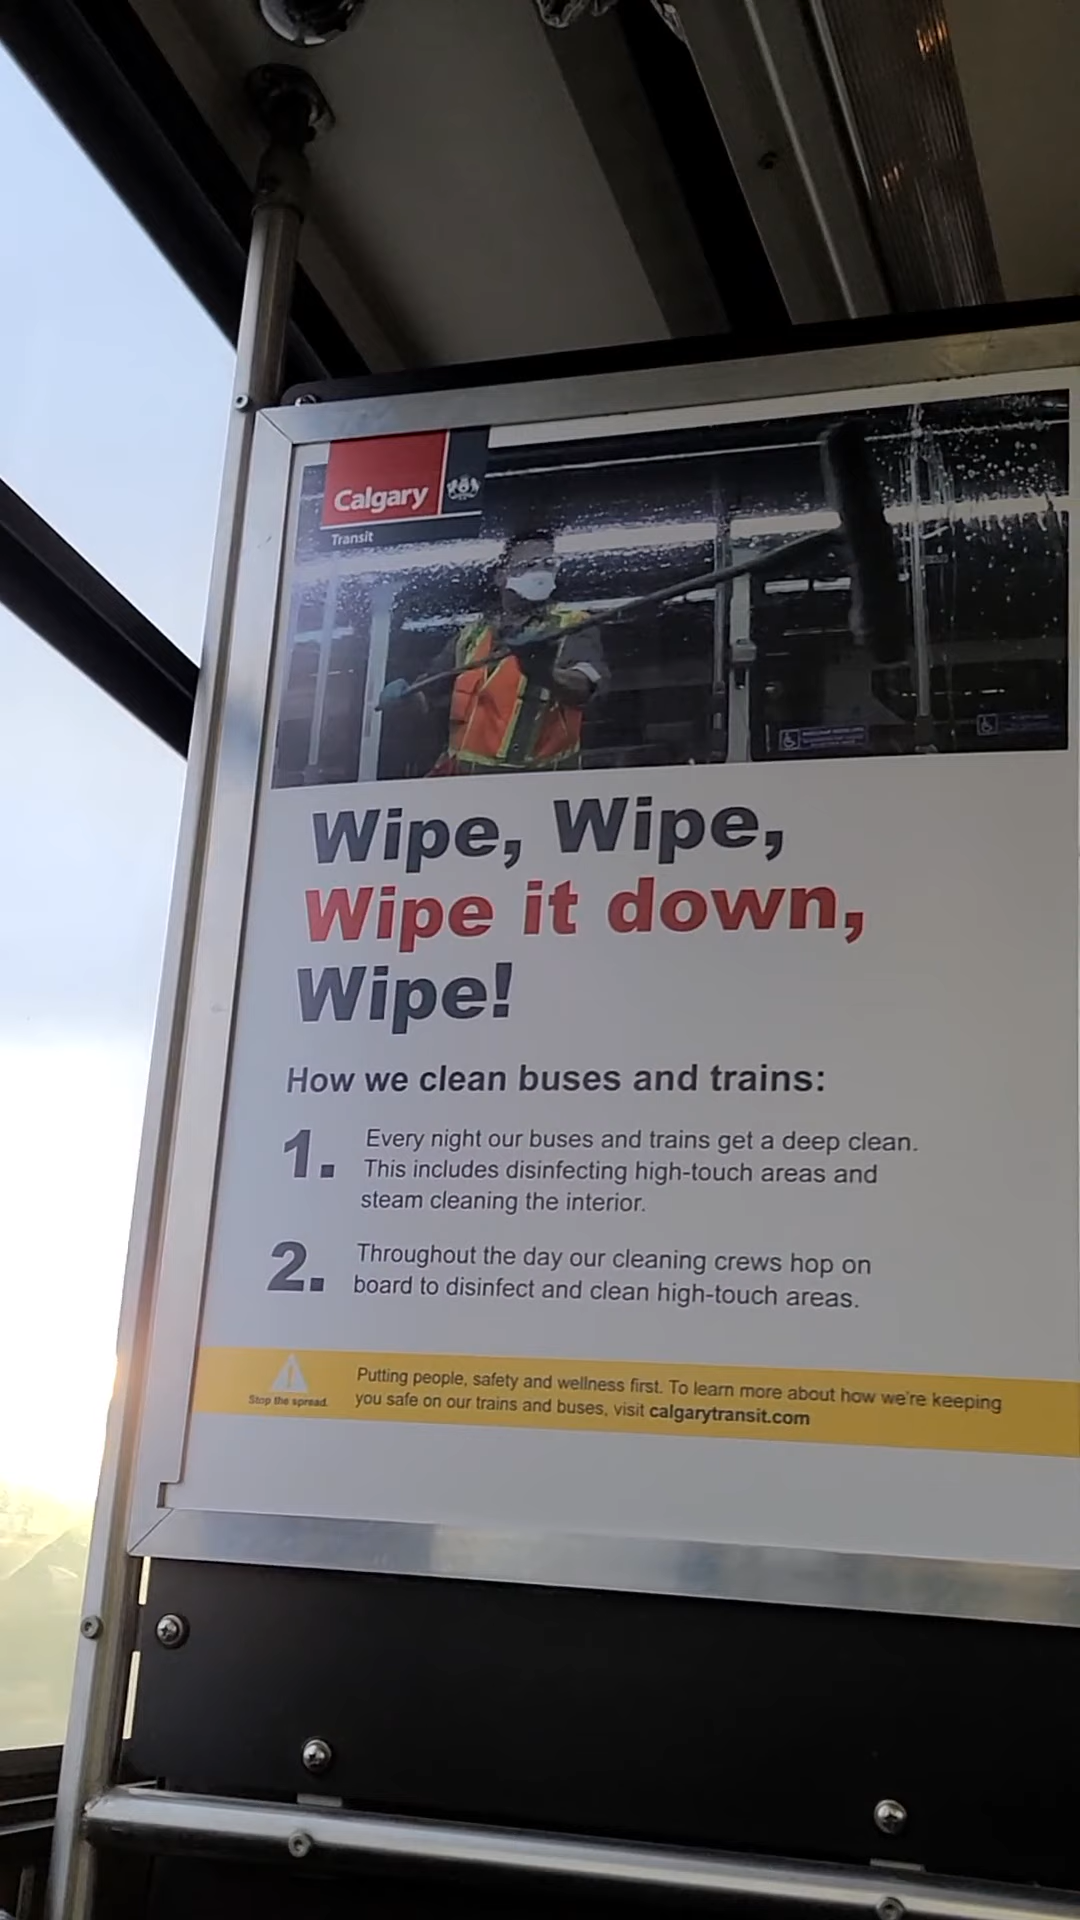 Calgary
Transit
Wipe, Wipe,
Wipe it down,
Wipe!
How we clean buses and trains:
1. Every night our buses and trains get a deep clean.
This includes disinfecting high-touch areas and
steam cleaning the interior.
2. Throughout the day our cleaning crews hop on
board to disinfect and clean high-touch areas.
Stop the spread.
Putting people, safety and wellness first. To learn more about how we're keeping
you safe on our trains and buses, visit calgarytransit.com